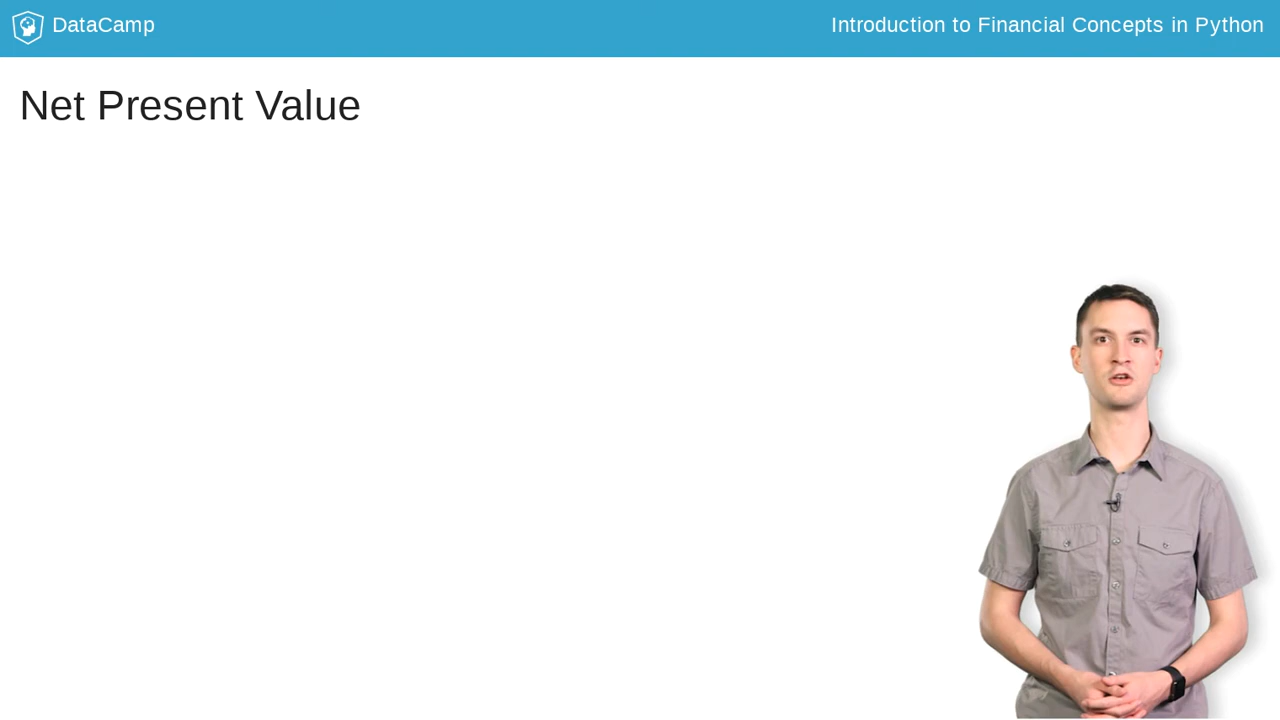 DataCamp
Introduction to Financial Concepts in Python
Net Present Value